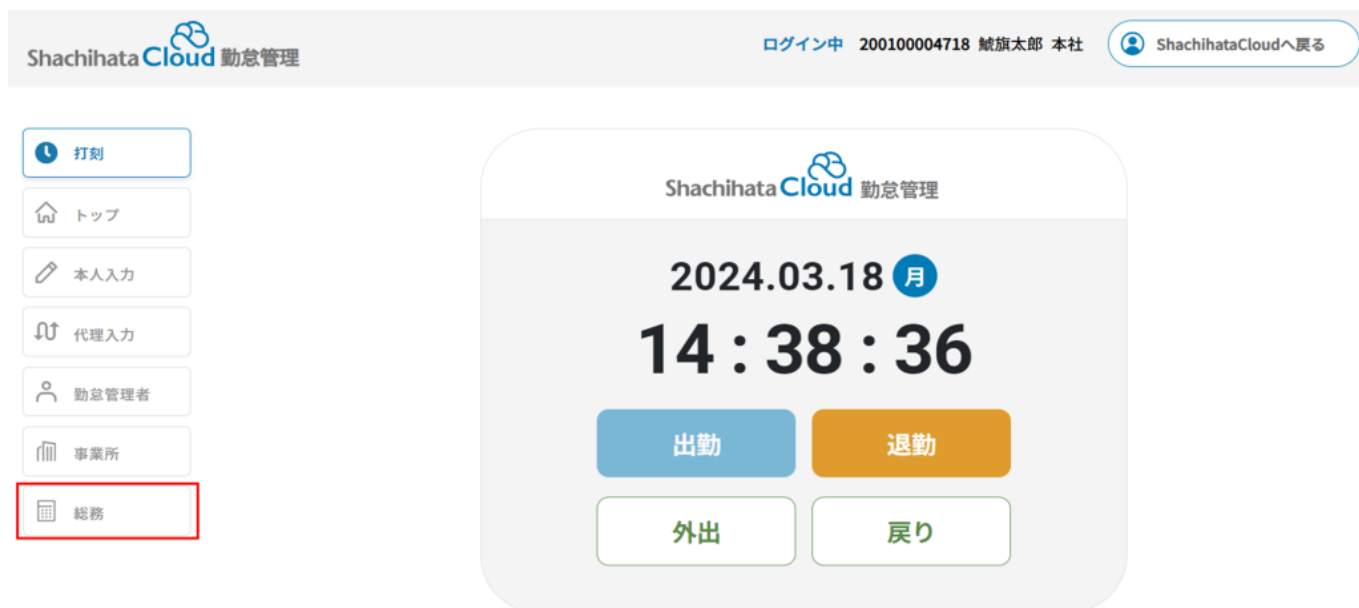 Shachihata Cloud 勤怠管理
ログイン中 200100004718 鯱旗太郎 本社
ShachihataCloudへ戻る
打刻
トップ
本人入力
代理入力
勤怠管理者
事業所
総務
Shachihata Cloud 勤怠管理
2024.03.18 月
14 : 38 : 36
出勤
退勤
外出
戻り